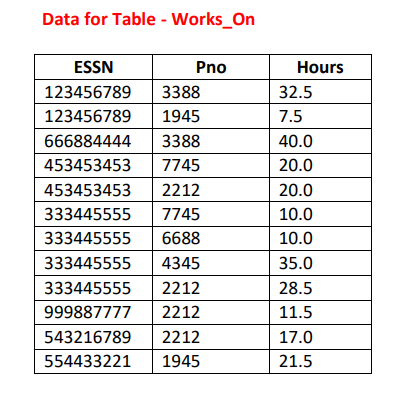 Data for Table - Works_On
ESSN Pno Hours
123456789 3388 32.5
123456789 1945 7.5
666884444 3388 40.0
453453453 7745 20.0
453453453 2212 20.0
333445555 7745 10.0
333445555 6688 10.0
333445555 4345 35.0
333445555 2212 28.5
999887777 2212 11.5
543216789 2212 17.0
554433221 1945 21.5